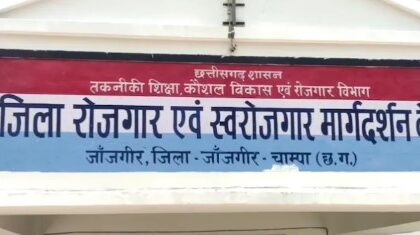 छत्तीसगढ़ शासन
तकनीकी शिक्षा, कौशल विकास एवं रोजगार विभाग
जिला रोजगार एवं स्वरोजगार मार्गदर्शन
जाँजगीर, जिला - जाँजगीर - चाम्पा (छ.ग.)